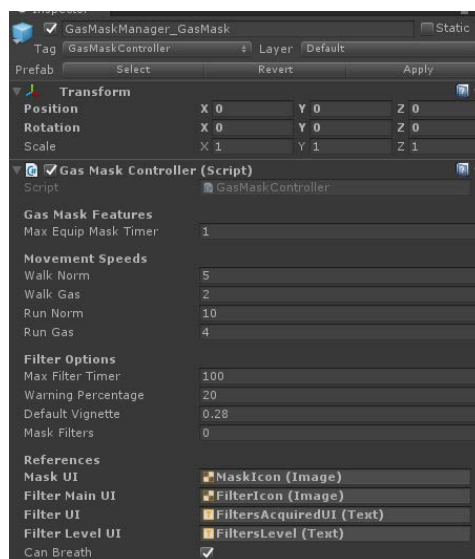 Inspector
GasMaskManager_GasMask Static
Tag GasMaskController Layer Default
Prefab Select Revert Apply
Transform
Position X 0 Y 0 Z 0
Rotation X 0 Y 0 Z 0
Scale X 1 Y 1 Z 1
Gas Mask Controller (Script)
Script GasMaskController
Gas Mask Features
Max Equip Mask Timer 1
Movement Speeds
Walk Norm 5
Walk Gas 2
Run Norm 10
Run Gas 4
Filter Options
Max Filter Timer 100
Warning Percentage 20
Default Vignette 0.28
Mask Filters 0
References
Mask UI MaskIcon (Image)
Filter Main UI FilterIcon (Image)
Filter UI FiltersAcquiredUI (Text)
Filter Level UI FiltersLevel (Text)
Can Breath